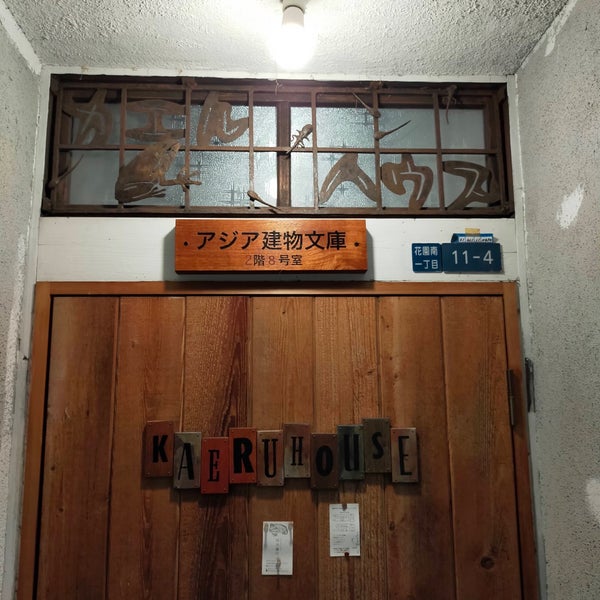 カエル
ハウス
・アジア建物文庫・
2階8号室
花園南
一丁目
11-4
KAERUHOUSE